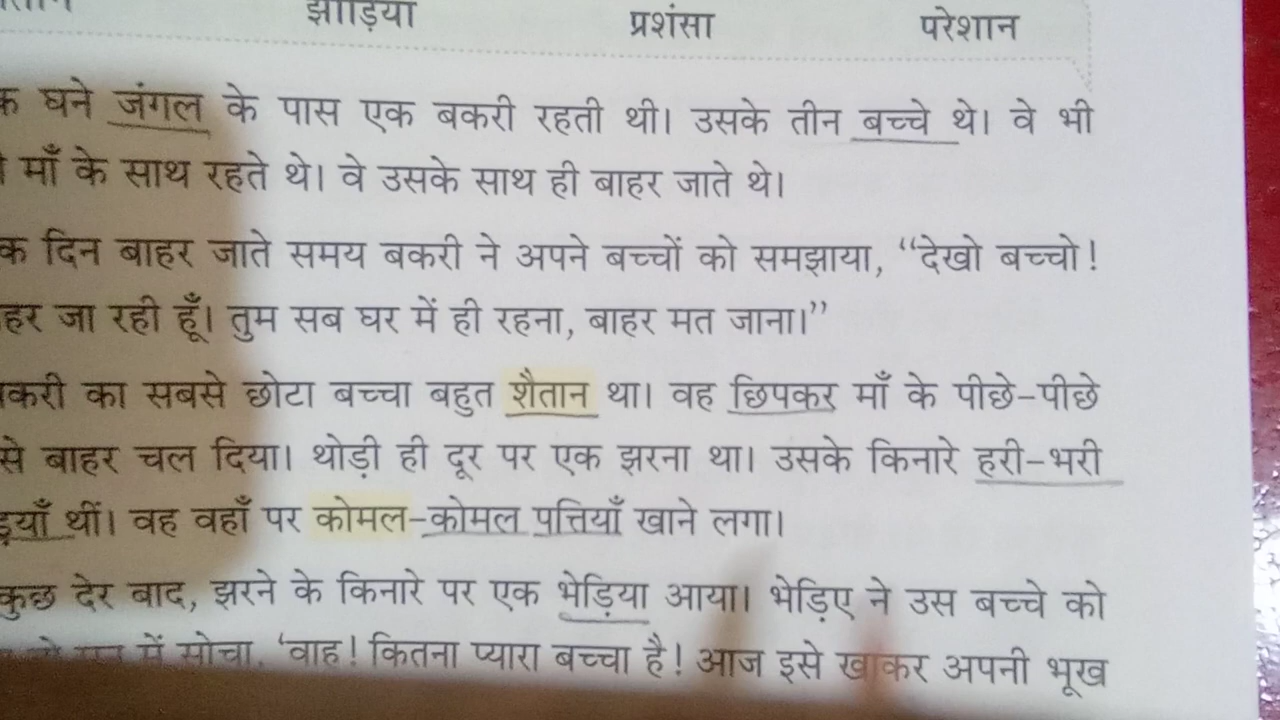 झाड़ियाँ प्रशंसा परेशान
घने जंगल के पास एक बकरी रहती थी। उसके तीन बच्चे थे। वे भी
माँ के साथ रहते थे। वे उसके साथ ही बाहर जाते थे।
दिन बाहर जाते समय बकरी ने अपने बच्चों को समझाया, “देखो बच्चो!
जा रही हूँ। तुम सब घर में ही रहना, बाहर मत जाना।”
का सबसे छोटा बच्चा बहुत शैतान था। वह छिपकर माँ के पीछे-पीछे
से बाहर चल दिया। थोड़ी ही दूर पर एक झरना था। उसके किनारे हरी-भरी
थीं। वह वहाँ पर कोमल-कोमल पत्तियाँ खाने लगा।
कुछ देर बाद, झरने के किनारे पर एक भेड़िया आया। भेड़िए ने उस बच्चे को
में सोचा, ‘वाह! कितना प्यारा बच्चा है! आज इसे खाकर अपनी भूख